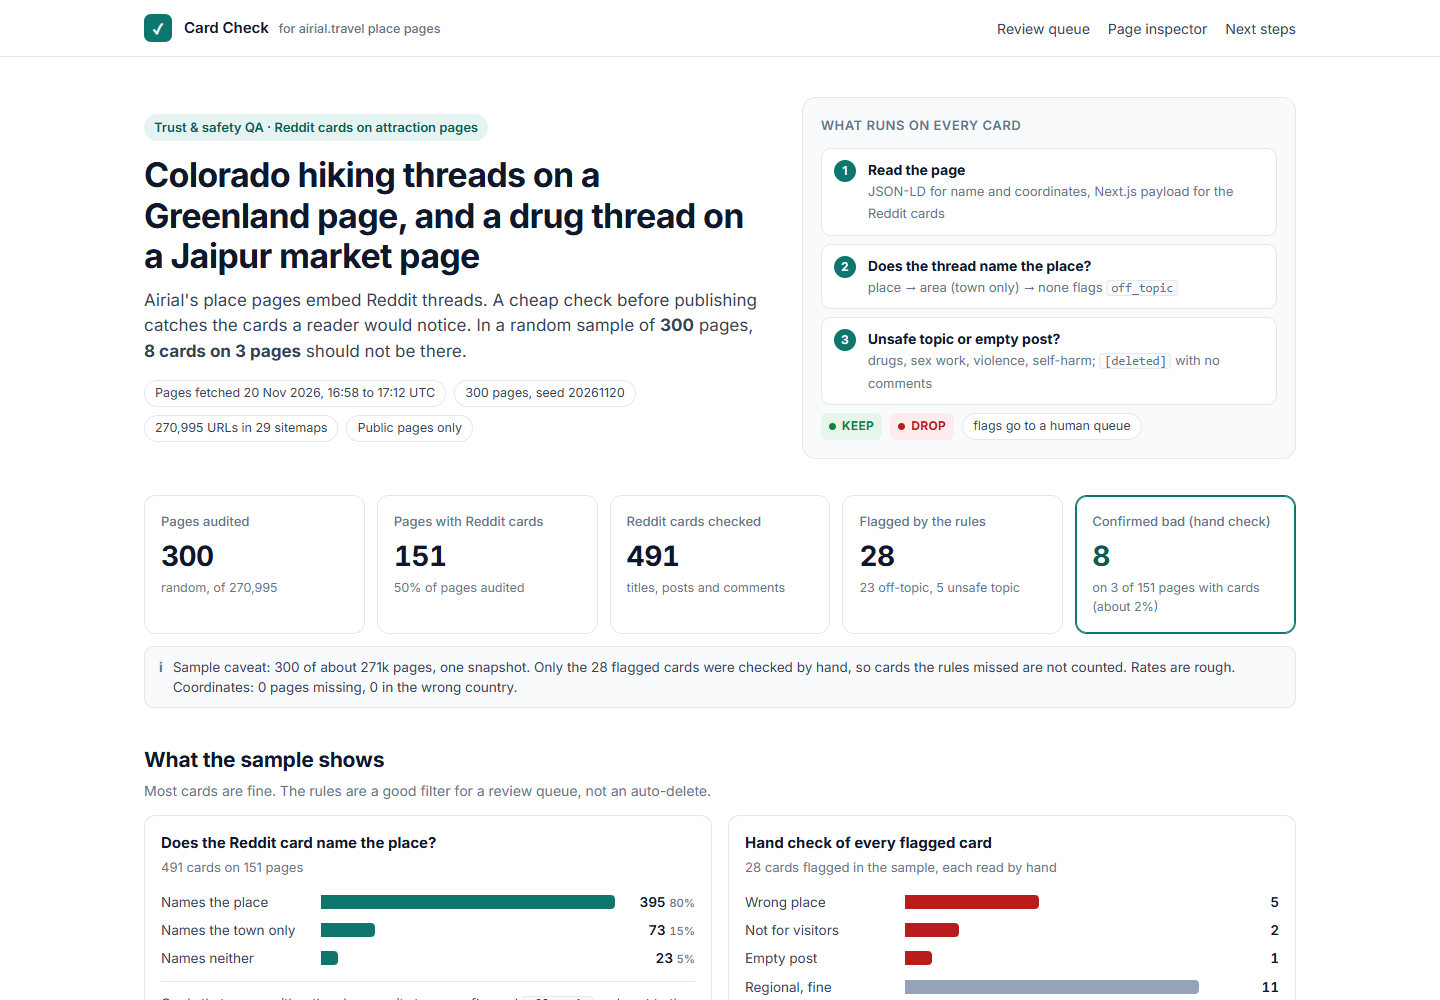 ✓ Card Check for airial.travel place pages
Review queue Page inspector Next steps
Trust & safety QA · Reddit cards on attraction pages
Colorado hiking threads on a
Greenland page, and a drug thread on
a Jaipur market page
Airial's place pages embed Reddit threads. A cheap check before publishing
catches the cards a reader would notice. In a random sample of 300 pages,
8 cards on 3 pages should not be there.
Pages fetched 20 Nov 2026, 16:58 to 17:12 UTC
300 pages, seed 20261120
270,995 URLs in 29 sitemaps
Public pages only
WHAT RUNS ON EVERY CARD
1 Read the page
JSON-LD for name and coordinates, Next.js payload for the
Reddit cards
2 Does the thread name the place?
place → area (town only) → none flags off_topic
3 Unsafe topic or empty post?
drugs, sex work, violence, self-harm; [deleted] with no
comments
KEEP DROP flags go to a human queue
Pages audited
300
random, of 270,995
Pages with Reddit cards
151
50% of pages audited
Reddit cards checked
491
titles, posts and comments
Flagged by the rules
28
23 off-topic, 5 unsafe topic
Confirmed bad (hand check)
8
on 3 of 151 pages with cards
(about 2%)
i Sample caveat: 300 of about 271k pages, one snapshot. Only the 28 flagged cards were checked by hand, so cards the rules missed are not counted. Rates are rough.
Coordinates: 0 pages missing, 0 in the wrong country.
What the sample shows
Most cards are fine. The rules are a good filter for a review queue, not an auto-delete.
Does the Reddit card name the place?
491 cards on 151 pages
Names the place 395 80%
Names the town only 73 15%
Names neither 23 5%
Hand check of every flagged card
28 cards flagged in the sample, each read by hand
Wrong place 5
Not for visitors 2
Empty post 1
Regional, fine 11